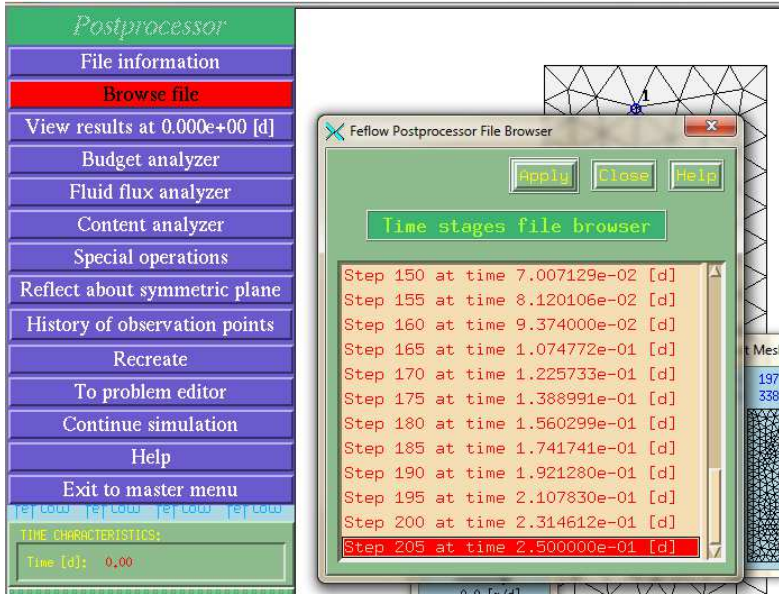 Postprocessor
File information
Browse file
View results at 0.000e+00 [d]
Budget analyzer
Fluid flux analyzer
Content analyzer
Special operations
Reflect about symmetric plane
History of observation points
Recreate
To problem editor
Continue simulation
Help
Exit to master menu
TIME CHARACTERISTICS:
Time [d]: 0.00
1
Feflow Postprocessor File Browser
Apply Close Help
Time stages file browser
Step 150 at time 7.007129e-02 [d]
Step 155 at time 8.120106e-02 [d]
Step 160 at time 9.374000e-02 [d]
Step 165 at time 1.074772e-01 [d]
Step 170 at time 1.225733e-01 [d]
Step 175 at time 1.388991e-01 [d]
Step 180 at time 1.560299e-01 [d]
Step 185 at time 1.741741e-01 [d]
Step 190 at time 1.921280e-01 [d]
Step 195 at time 2.107830e-01 [d]
Step 200 at time 2.314612e-01 [d]
Step 205 at time 2.500000e-01 [d]
t Mes
197
338